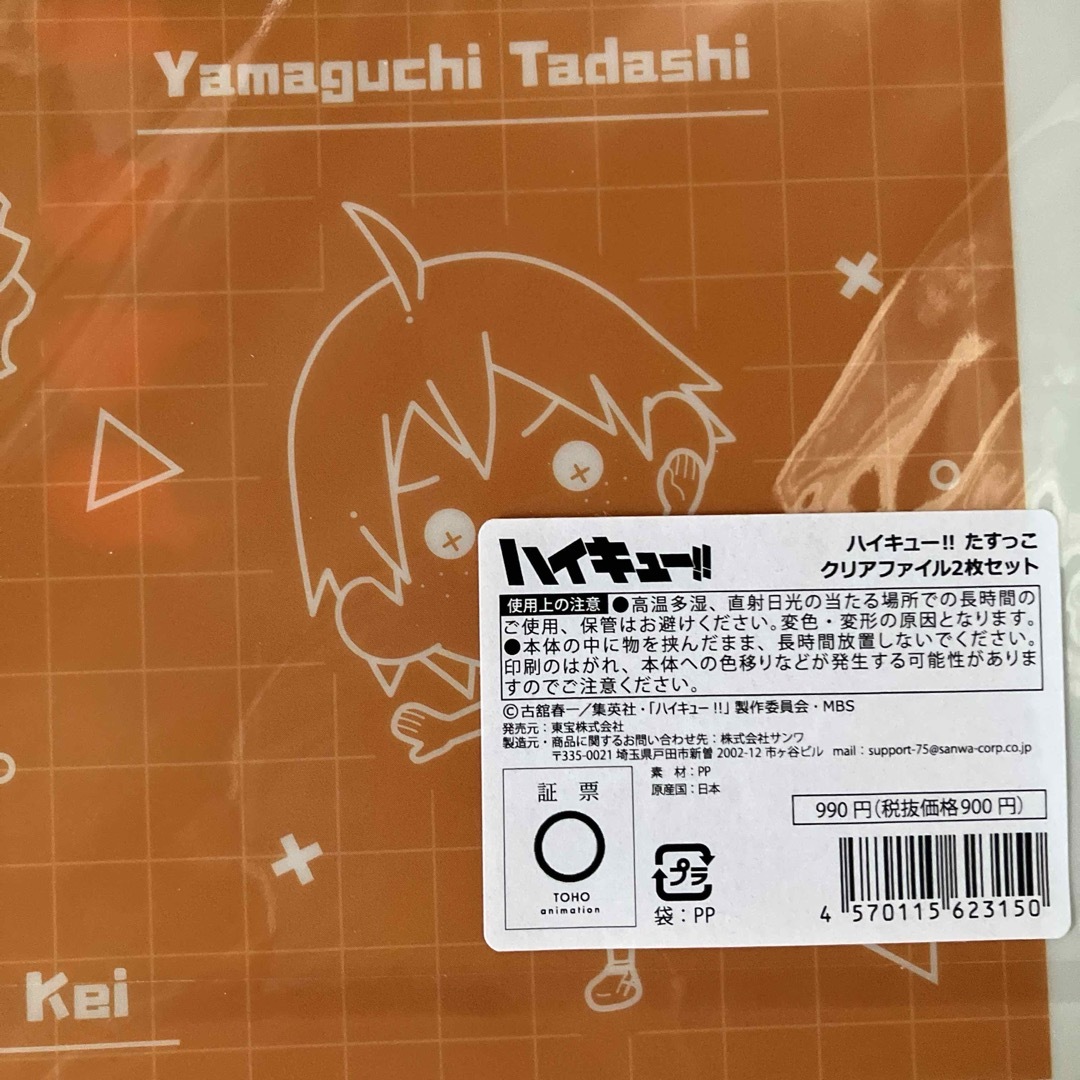 Yamaguchi Tadashi
ハイキュー!!
ハイキュー!! たすっこ
クリアファイル2枚セット
使用上の注意 ●高温多湿、直射日光の当たる場所での長時間の
ご使用、保管はお避けください。変色・変形の原因となります。
●本体の中に物を挟んだまま、長時間放置しないでください。
印刷のはがれ、本体への色移りなどが発生する可能性がありま
すのでご注意ください。
©古舘春一／集英社・「ハイキュー!!」製作委員会・MBS
発売元：東宝株式会社
製造元・商品に関するお問い合わせ先：株式会社サンワ
〒335-0021 埼玉県戸田市新曽 2002-12 市ヶ谷ビル mail：support-75@sanwa-corp.co.jp
素 材：PP
原産国：日本
証 票
TOHO
animation
990 円（税抜価格900 円）
プラ
袋：PP
4 570115 623150
Kei